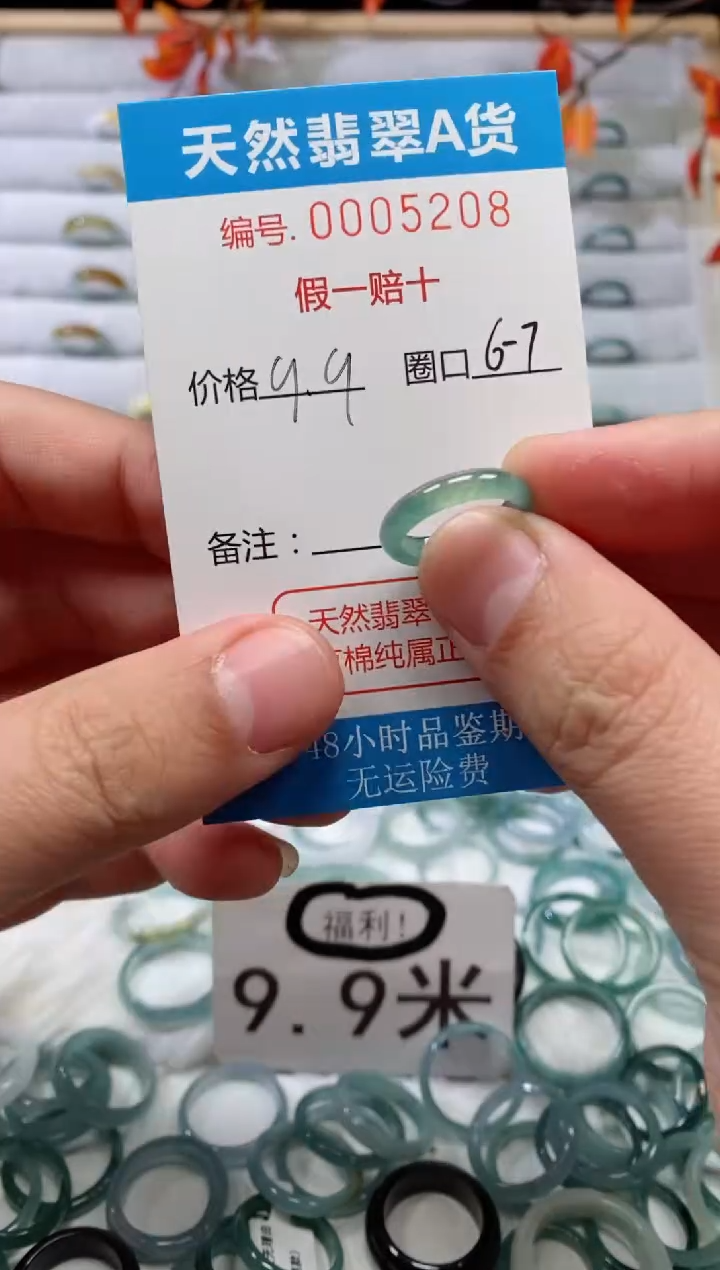 天然翡翠A货
编号. 0005208
假一赔十
价格 9.9 圈口 6-7
备注：
天然翡翠
棉纯属正
48小时品鉴期
无运险费
福利!
9.9米